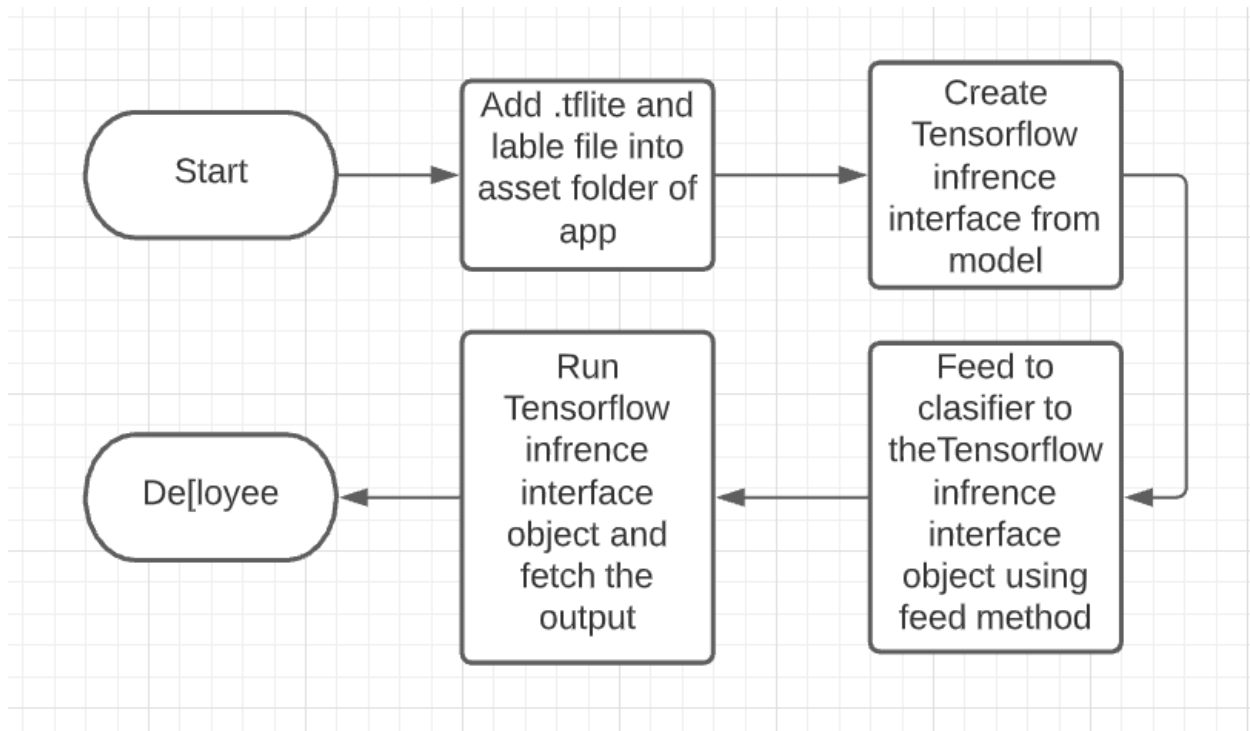 Start
Add .tflite and
lable file into
asset folder of
app
Create
Tensorflow
infrence
interface from
model
Feed to
clasifier to
theTensorflow
infrence
interface
object using
feed method
Run
Tensorflow
infrence
interface
object and
fetch the
output
De[loyee